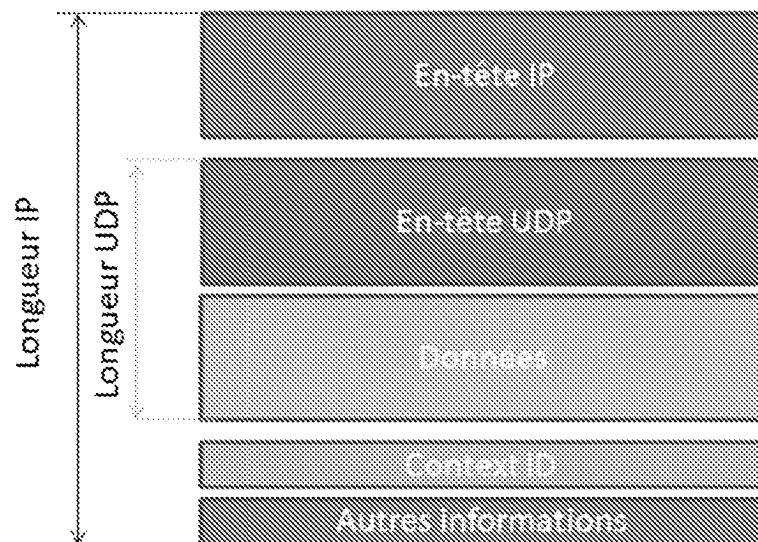 En-tête IP
En-tête UDP
Données
Context ID
Autres informations
Longueur IP
Longueur UDP